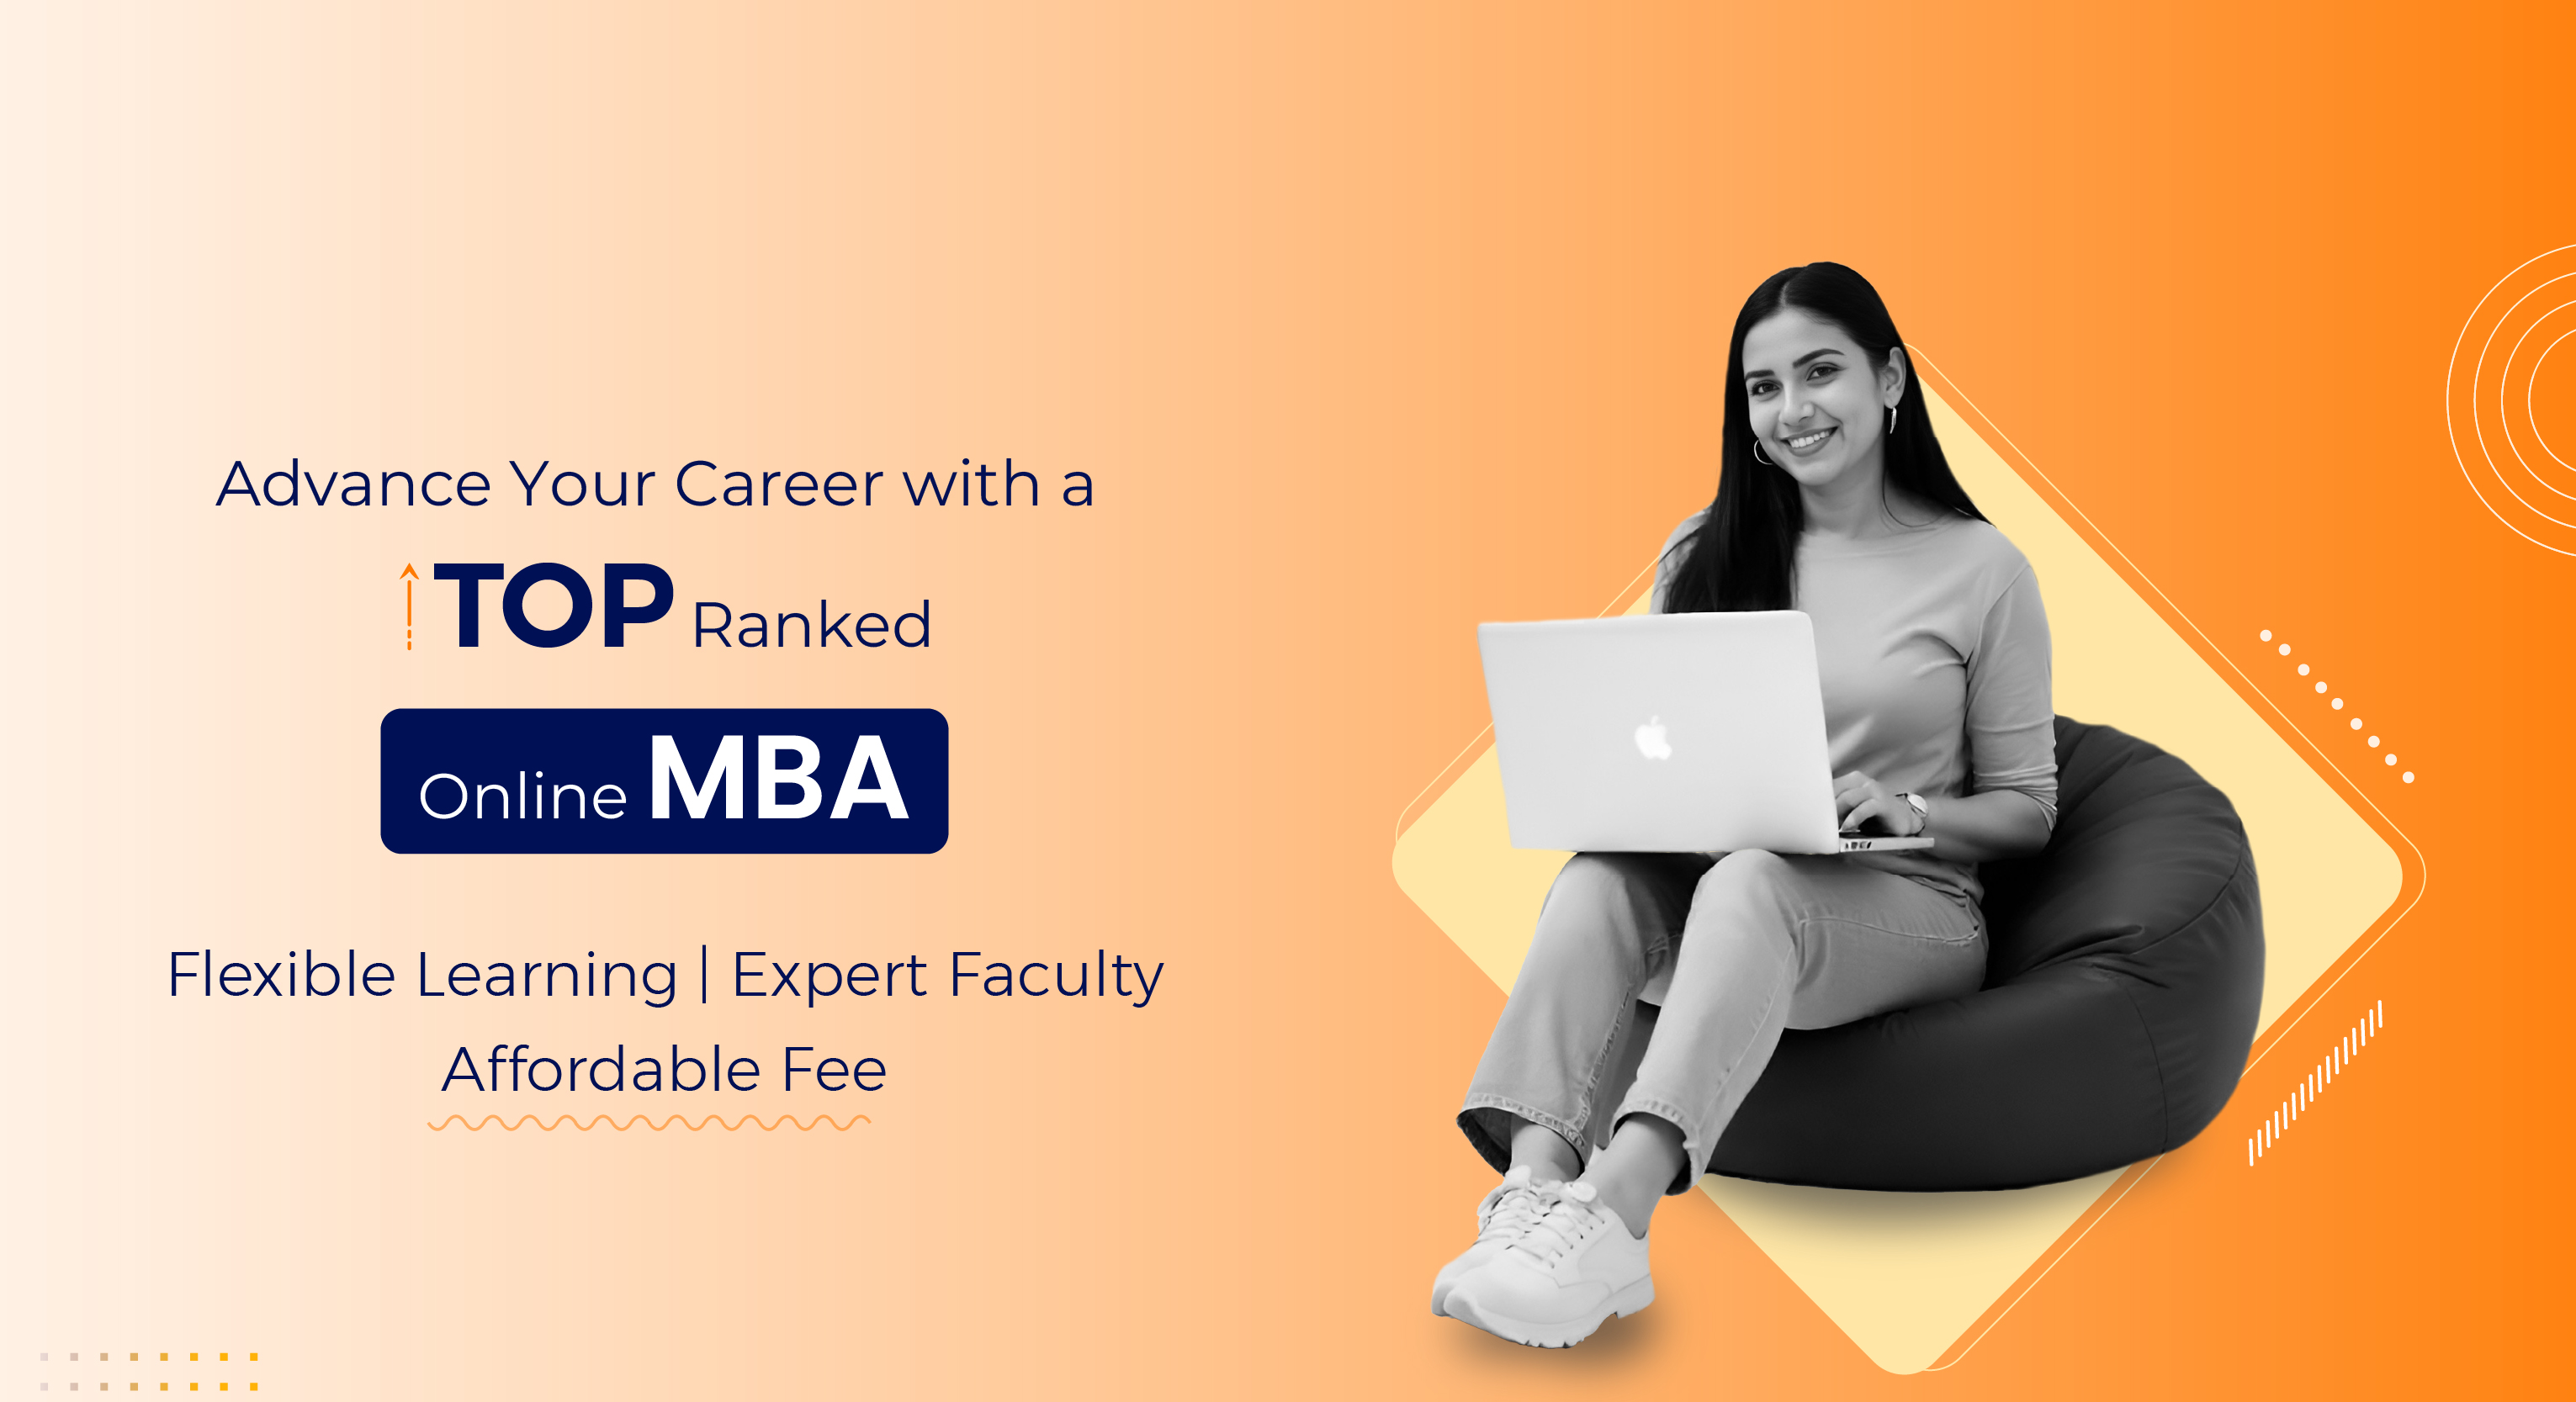 Advance Your Career with a
TOP Ranked
Online MBA
Flexible Learning | Expert Faculty
Affordable Fee